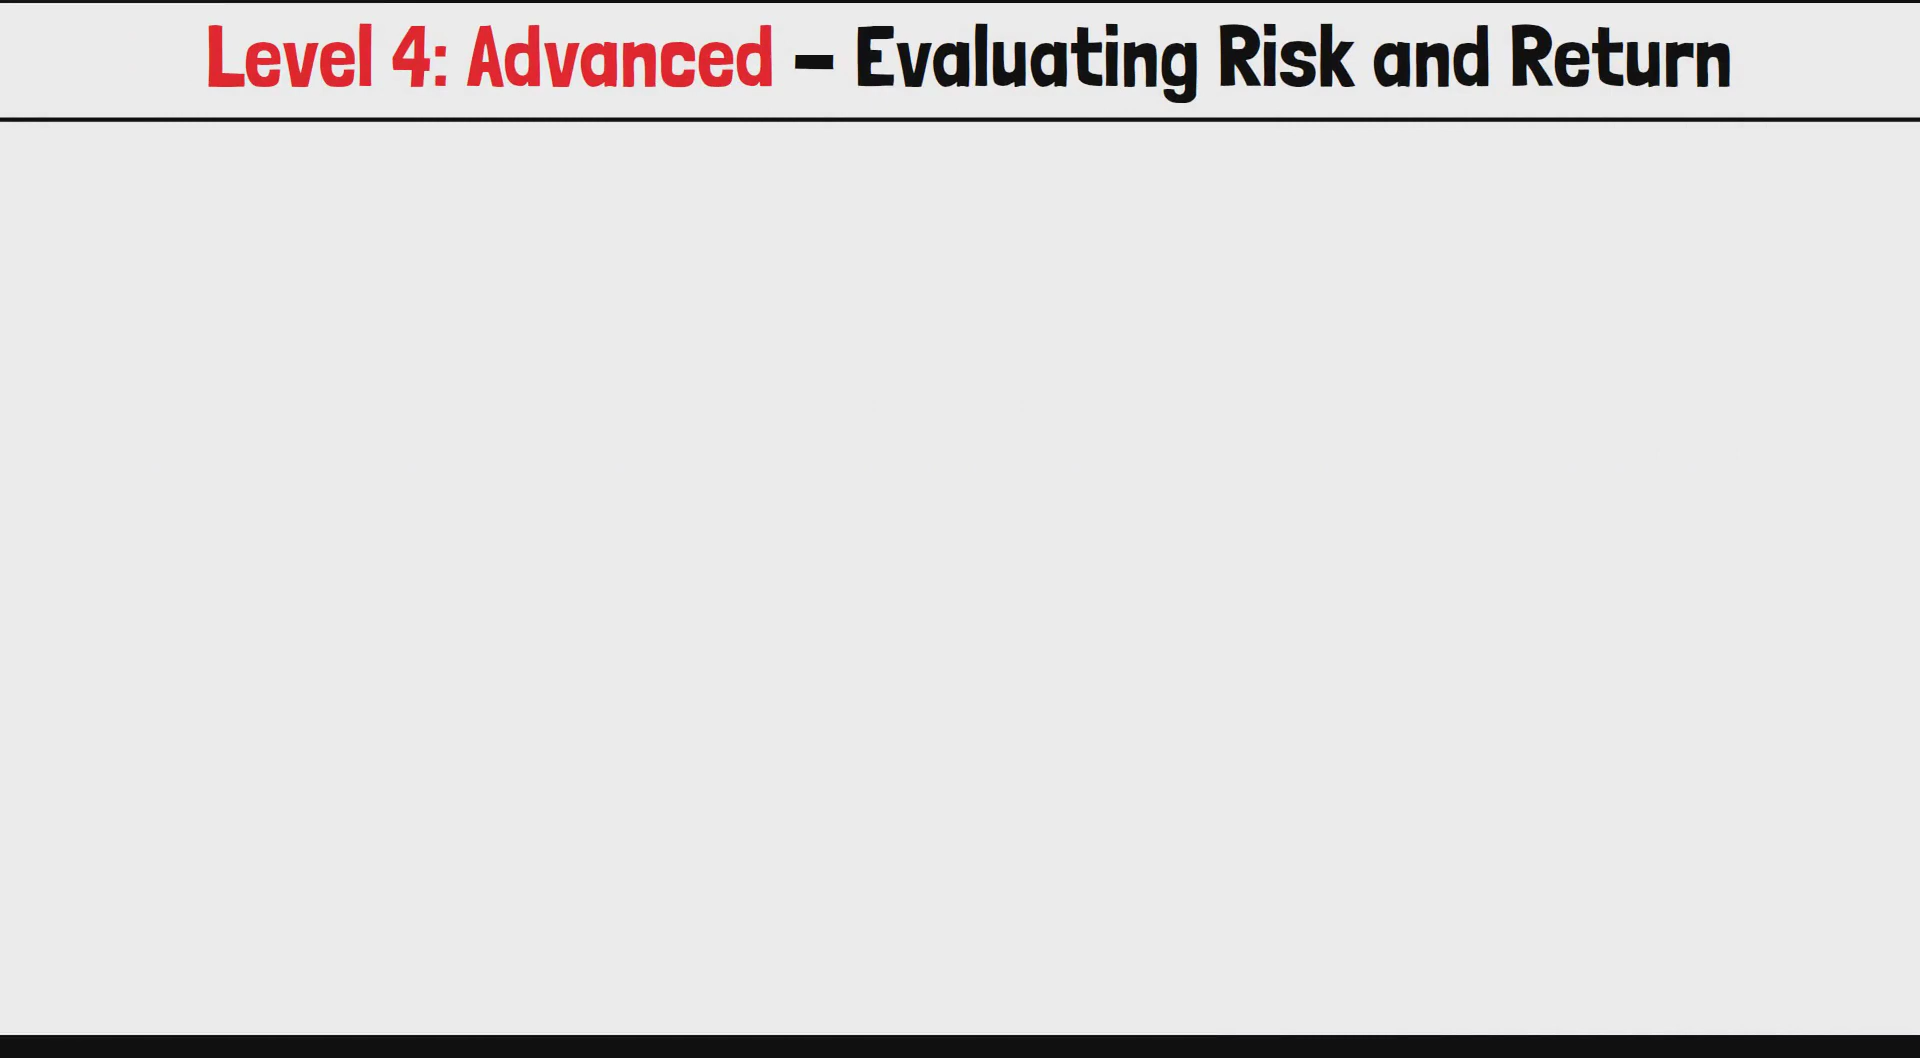 Level 4: Advanced – Evaluating Risk and Return